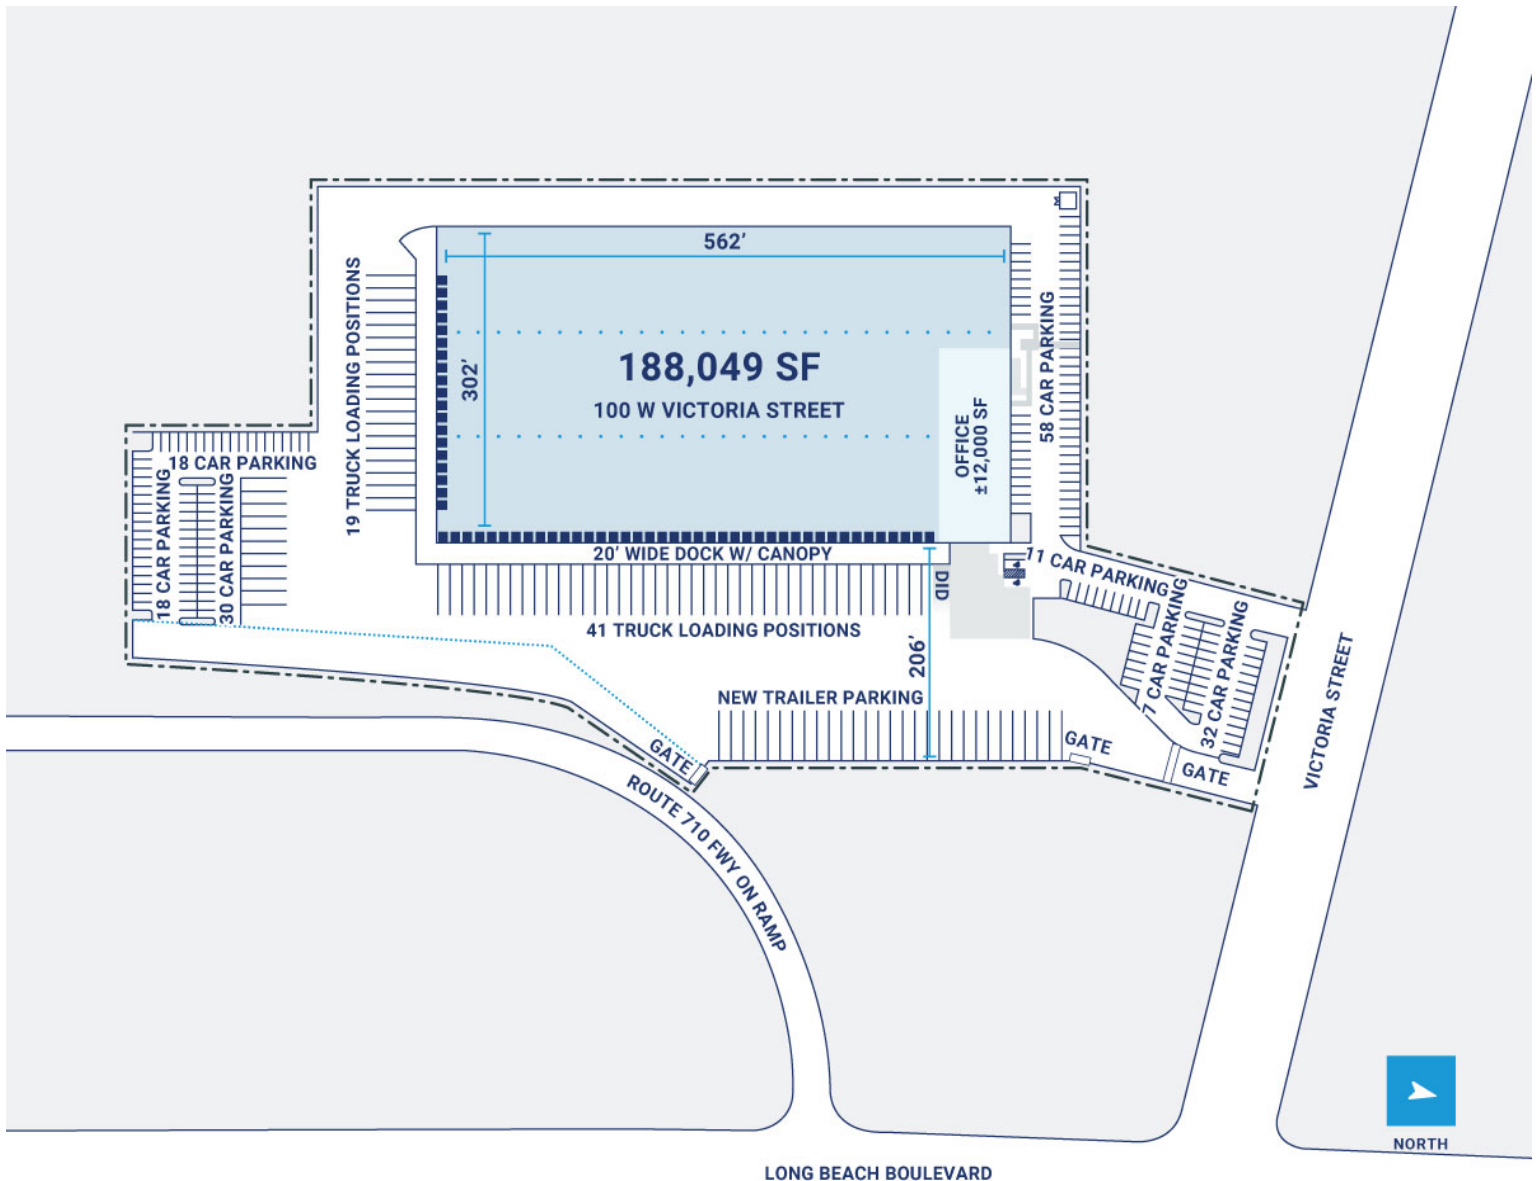 562'
19 TRUCK LOADING POSITIONS
302'
188,049 SF
100 W VICTORIA STREET
OFFICE
±12,000 SF
58 CAR PARKING
18 CAR PARKING
18 CAR PARKING
30 CAR PARKING
20' WIDE DOCK W/ CANOPY
DID
11 CAR PARKING
41 TRUCK LOADING POSITIONS
206'
7 CAR PARKING
32 CAR PARKING
NEW TRAILER PARKING
GATE
GATE
GATE
VICTORIA STREET
ROUTE 710 FWY ON RAMP
NORTH
LONG BEACH BOULEVARD